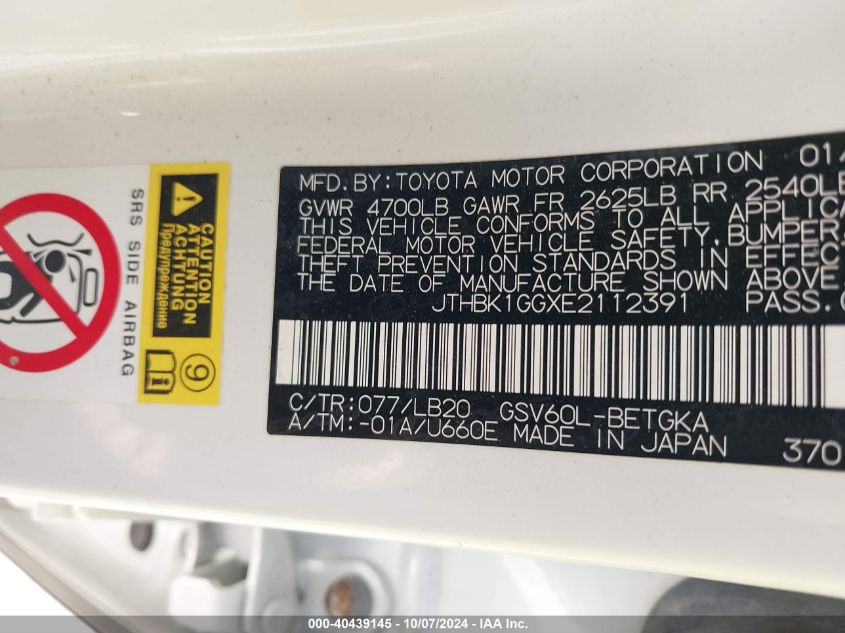 SRS SIDE AIRBAG
CAUTION
ATTENTION
ACHTUNG
Предупреждение
9
MFD. BY: TOYOTA MOTOR CORPORATION 01/
GVWR 4700LB GAWR FR 2625LB RR 2540LB
THIS VEHICLE CONFORMS TO ALL APPLICA
FEDERAL MOTOR VEHICLE SAFETY, BUMPER,
THEFT PREVENTION STANDARDS IN EFFEC
THE DATE OF MANUFACTURE SHOWN ABOVE.
JTHBK1GGXE2112391 PASS.
C/TR: 077/LB20 GSV60L-BETGKA
A/TM: -01A/U660E MADE IN JAPAN 370
000-40439145 - 10/07/2024 - IAA Inc.